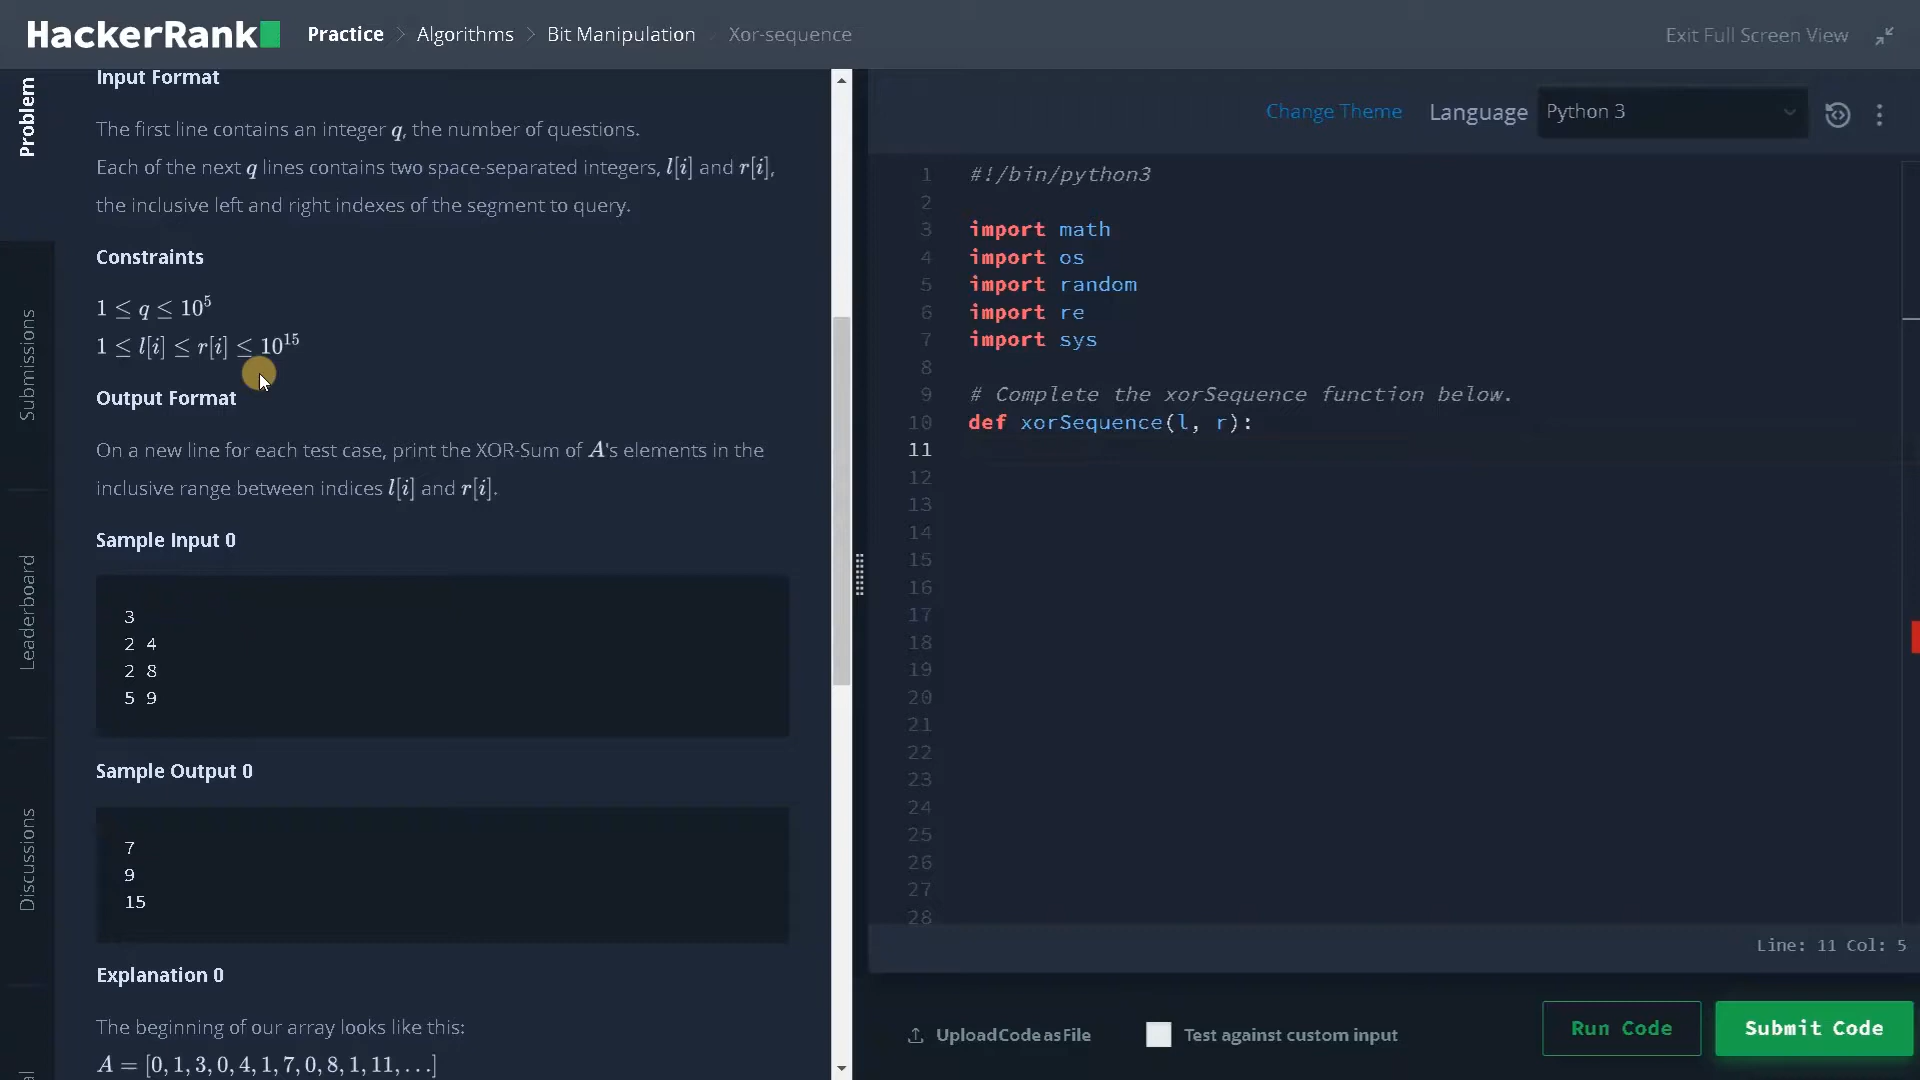 HackerRank
Practice > Algorithms > Bit Manipulation > Xor-sequence
Exit Full Screen View
Problem
Submissions
Leaderboard
Discussions
Input Format
The first line contains an integer q, the number of questions.
Each of the next q lines contains two space-separated integers, l[i] and r[i],
the inclusive left and right indexes of the segment to query.
Constraints
1 ≤ q ≤ 10^5
1 ≤ l[i] ≤ r[i] ≤ 10^15
Output Format
On a new line for each test case, print the XOR-Sum of A's elements in the
inclusive range between indices l[i] and r[i].
Sample Input 0
3
2 4
2 8
5 9
Sample Output 0
7
9
15
Explanation 0
The beginning of our array looks like this:
A = [0, 1, 3, 0, 4, 1, 7, 0, 8, 1, 11, ...]
Change Theme
Language
Python 3
1 #!/bin/python3
2
3 import math
4 import os
5 import random
6 import re
7 import sys
8
9 # Complete the xorSequence function below.
10 def xorSequence(l, r):
11
12
13
14
15
16
17
18
19
20
21
22
23
24
25
26
27
28
Line: 11 Col: 5
Upload Code as File
Test against custom input
Run Code
Submit Code